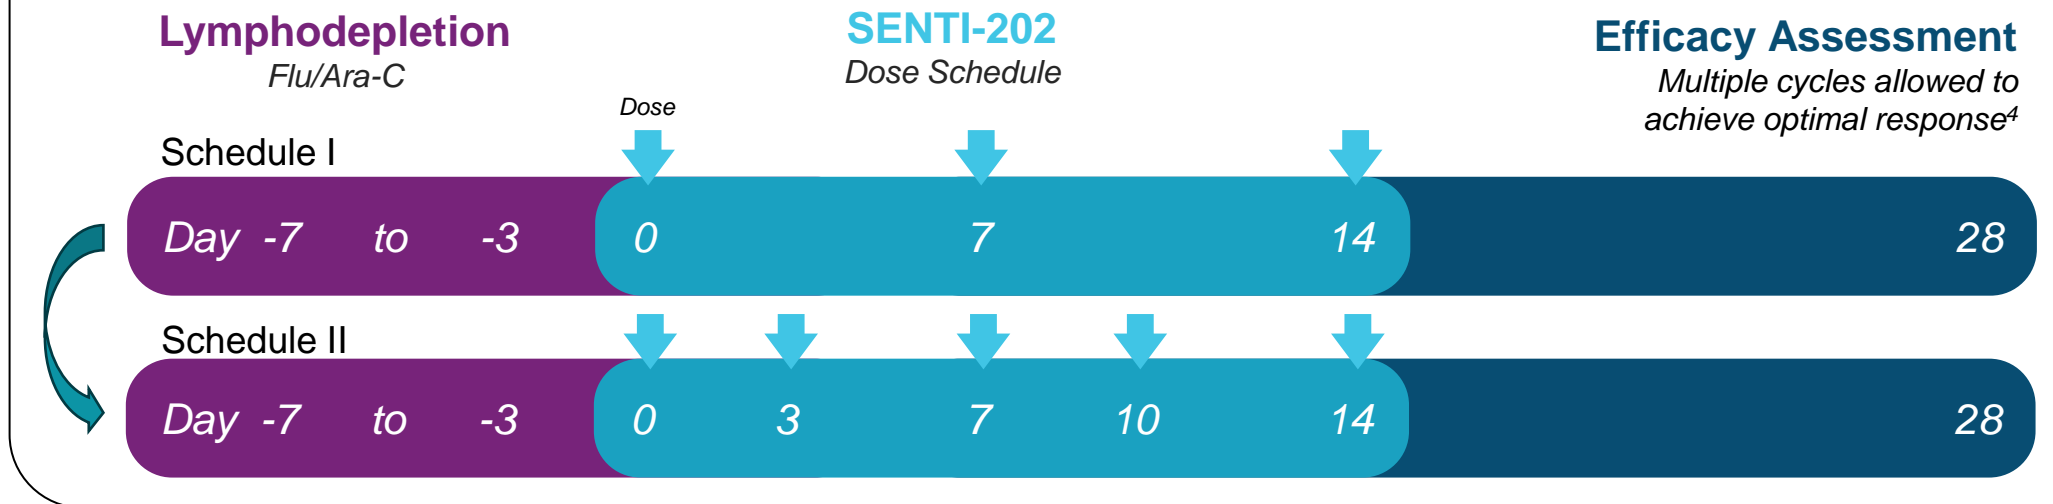 Lymphodepletion
Flu/Ara-C
SENTI-202
Dose Schedule
Efficacy Assessment
Multiple cycles allowed to
achieve optimal response⁴
Dose
Schedule I
Day -7 to -3 0 7 14 28
Schedule II
Day -7 to -3 0 3 7 10 14 28